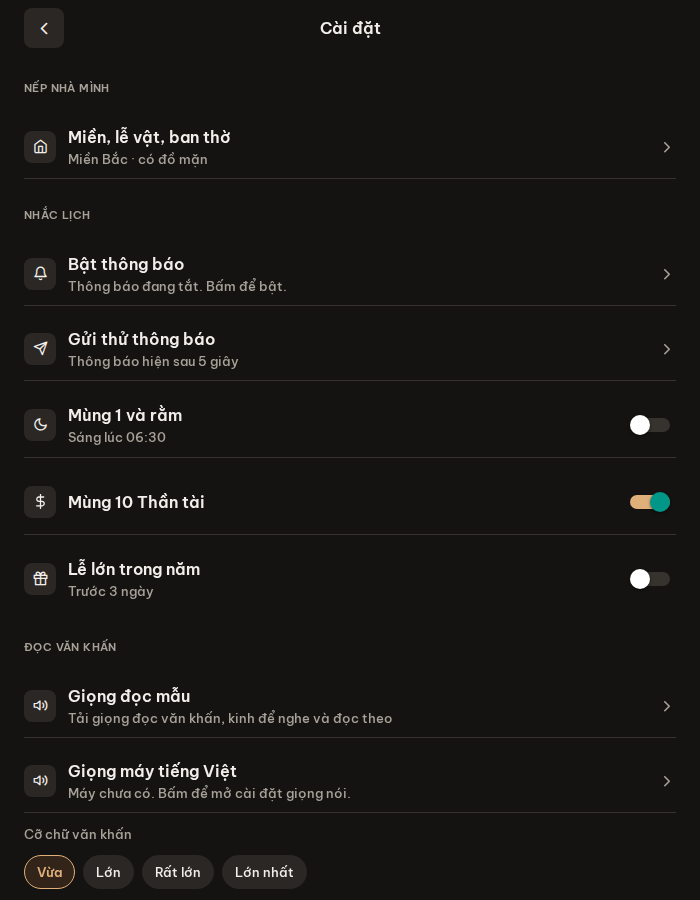 Cài đặt
NẾP NHÀ MÌNH
Miền, lễ vật, ban thờ
Miền Bắc · có đồ mặn
NHẮC LỊCH
Bật thông báo
Thông báo đang tắt. Bấm để bật.
Gửi thử thông báo
Thông báo hiện sau 5 giây
Mùng 1 và rằm
Sáng lúc 06:30
Mùng 10 Thần tài
Lễ lớn trong năm
Trước 3 ngày
ĐỌC VĂN KHẤN
Giọng đọc mẫu
Tải giọng đọc văn khấn, kinh để nghe và đọc theo
Giọng máy tiếng Việt
Máy chưa có. Bấm để mở cài đặt giọng nói.
Cỡ chữ văn khấn
Vừa Lớn Rất lớn Lớn nhất